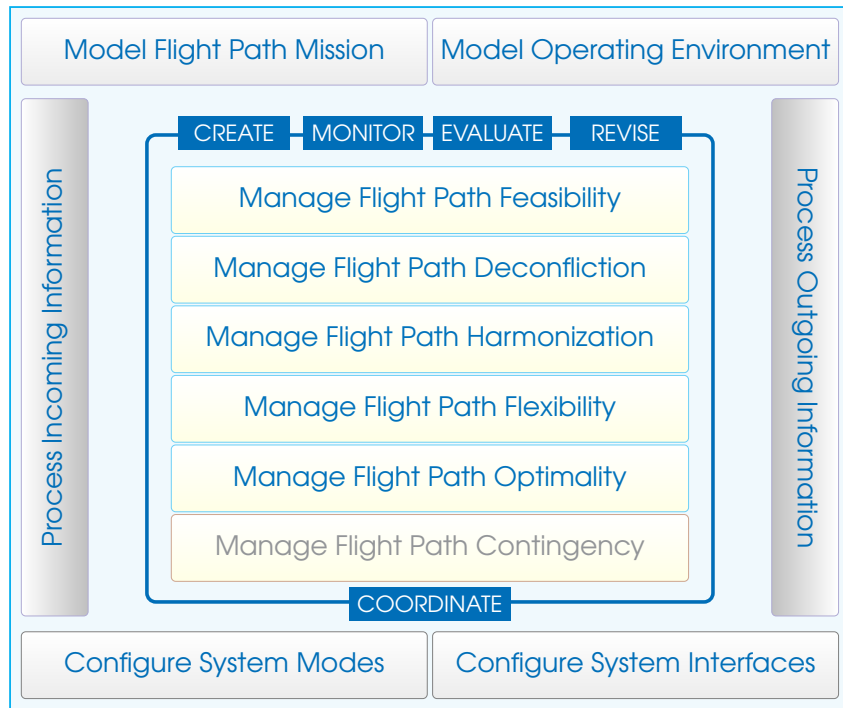 Model Flight Path Mission
Model Operating Environment
Process Incoming Information
CREATE
MONITOR
EVALUATE
REVISE
Manage Flight Path Feasibility
Manage Flight Path Deconfliction
Manage Flight Path Harmonization
Manage Flight Path Flexibility
Manage Flight Path Optimality
Manage Flight Path Contingency
COORDINATE
Process Outgoing Information
Configure System Modes
Configure System Interfaces